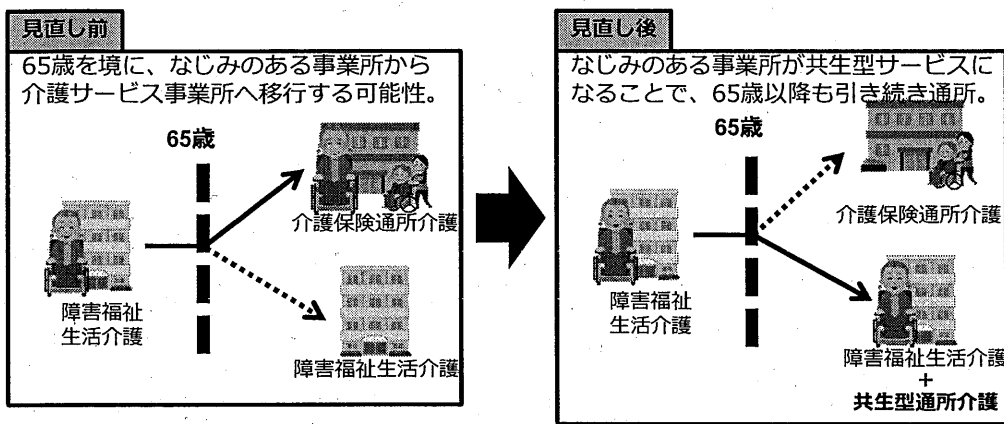 見直し前
65歳を境に、なじみのある事業所から
介護サービス事業所へ移行する可能性。
65歳
介護保険通所介護
障害福祉
生活介護
障害福祉生活介護
見直し後
なじみのある事業所が共生型サービスに
なることで、65歳以降も引き続き通所。
65歳
介護保険通所介護
障害福祉
生活介護
障害福祉生活介護
+
共生型通所介護